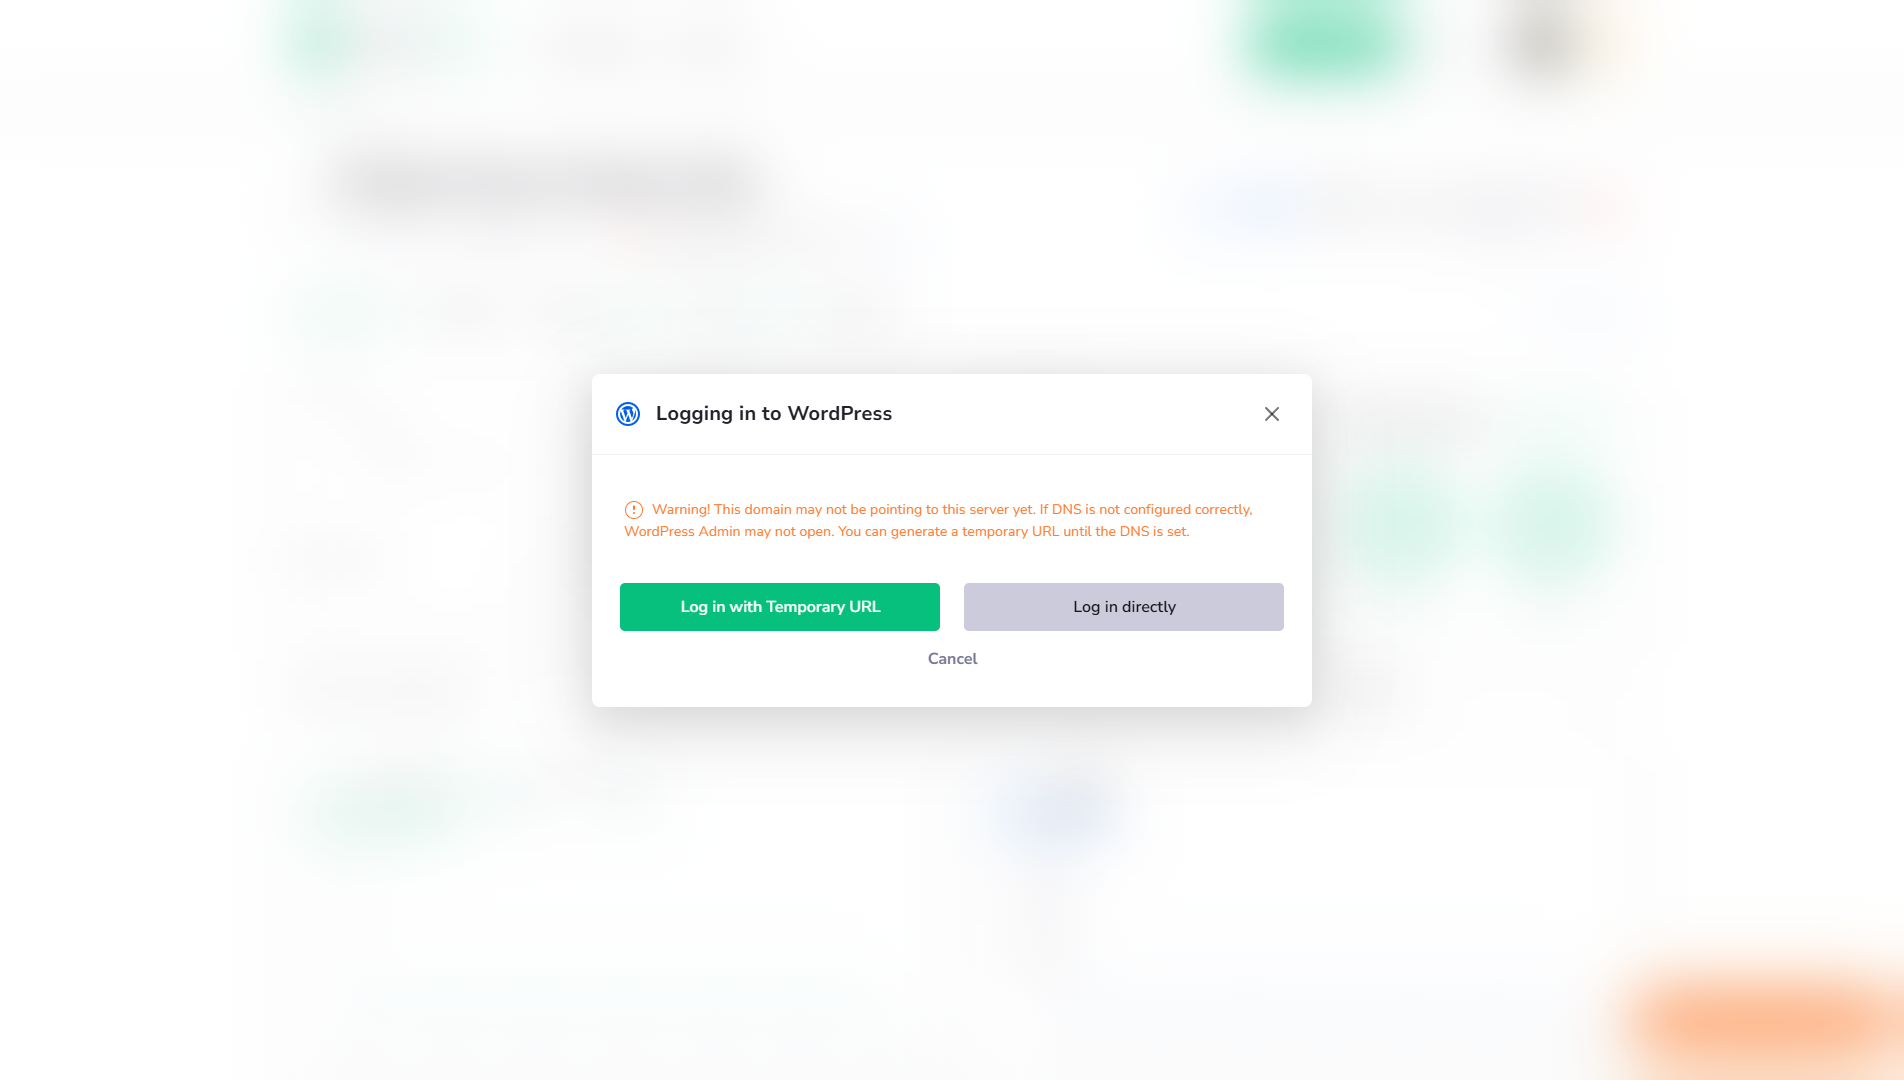 Logging in to WordPress
Warning! This domain may not be pointing to this server yet. If DNS is not configured correctly,
WordPress Admin may not open. You can generate a temporary URL until the DNS is set.
Log in with Temporary URL
Log in directly
Cancel